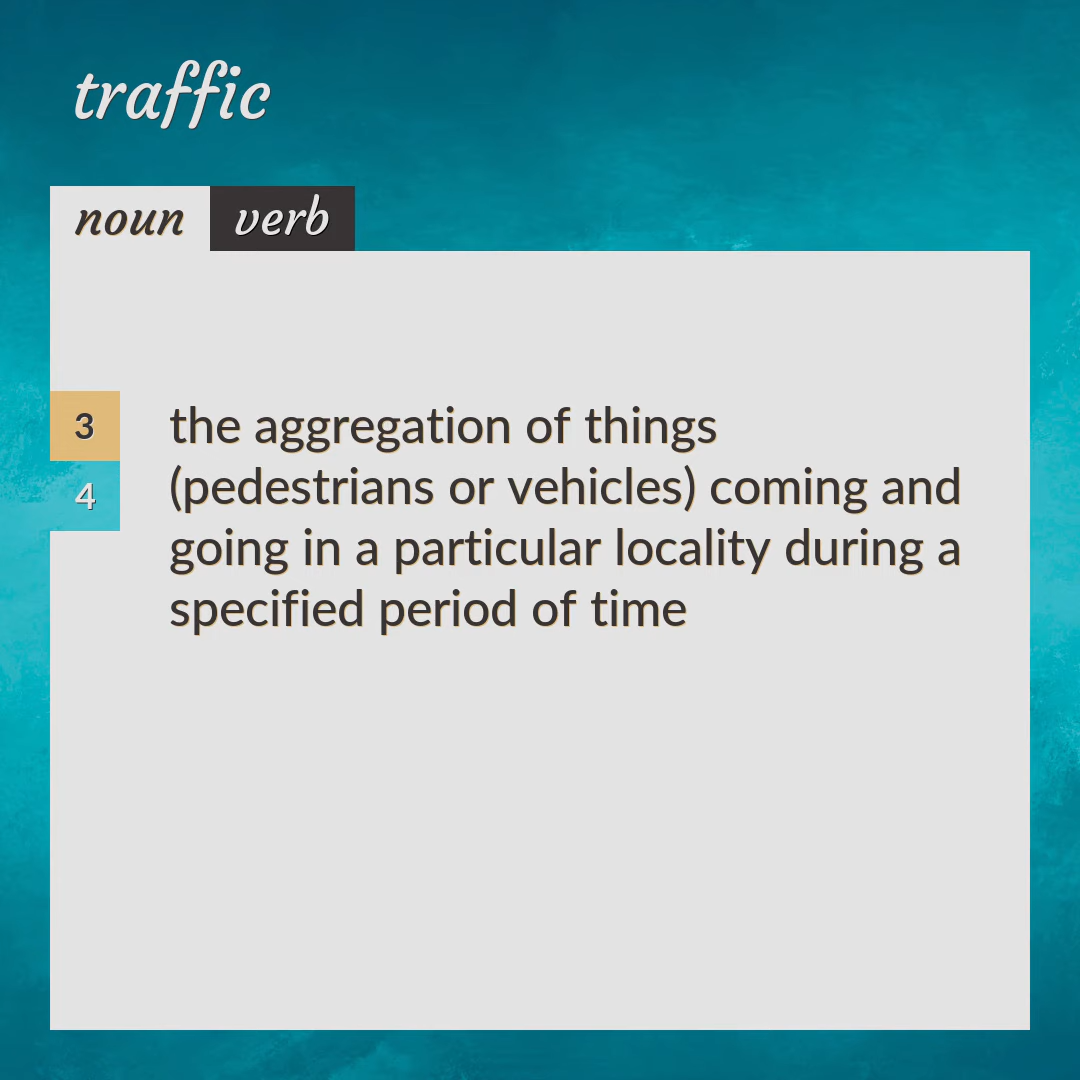 traffic
noun verb
3
4
the aggregation of things
(pedestrians or vehicles) coming and
going in a particular locality during a
specified period of time